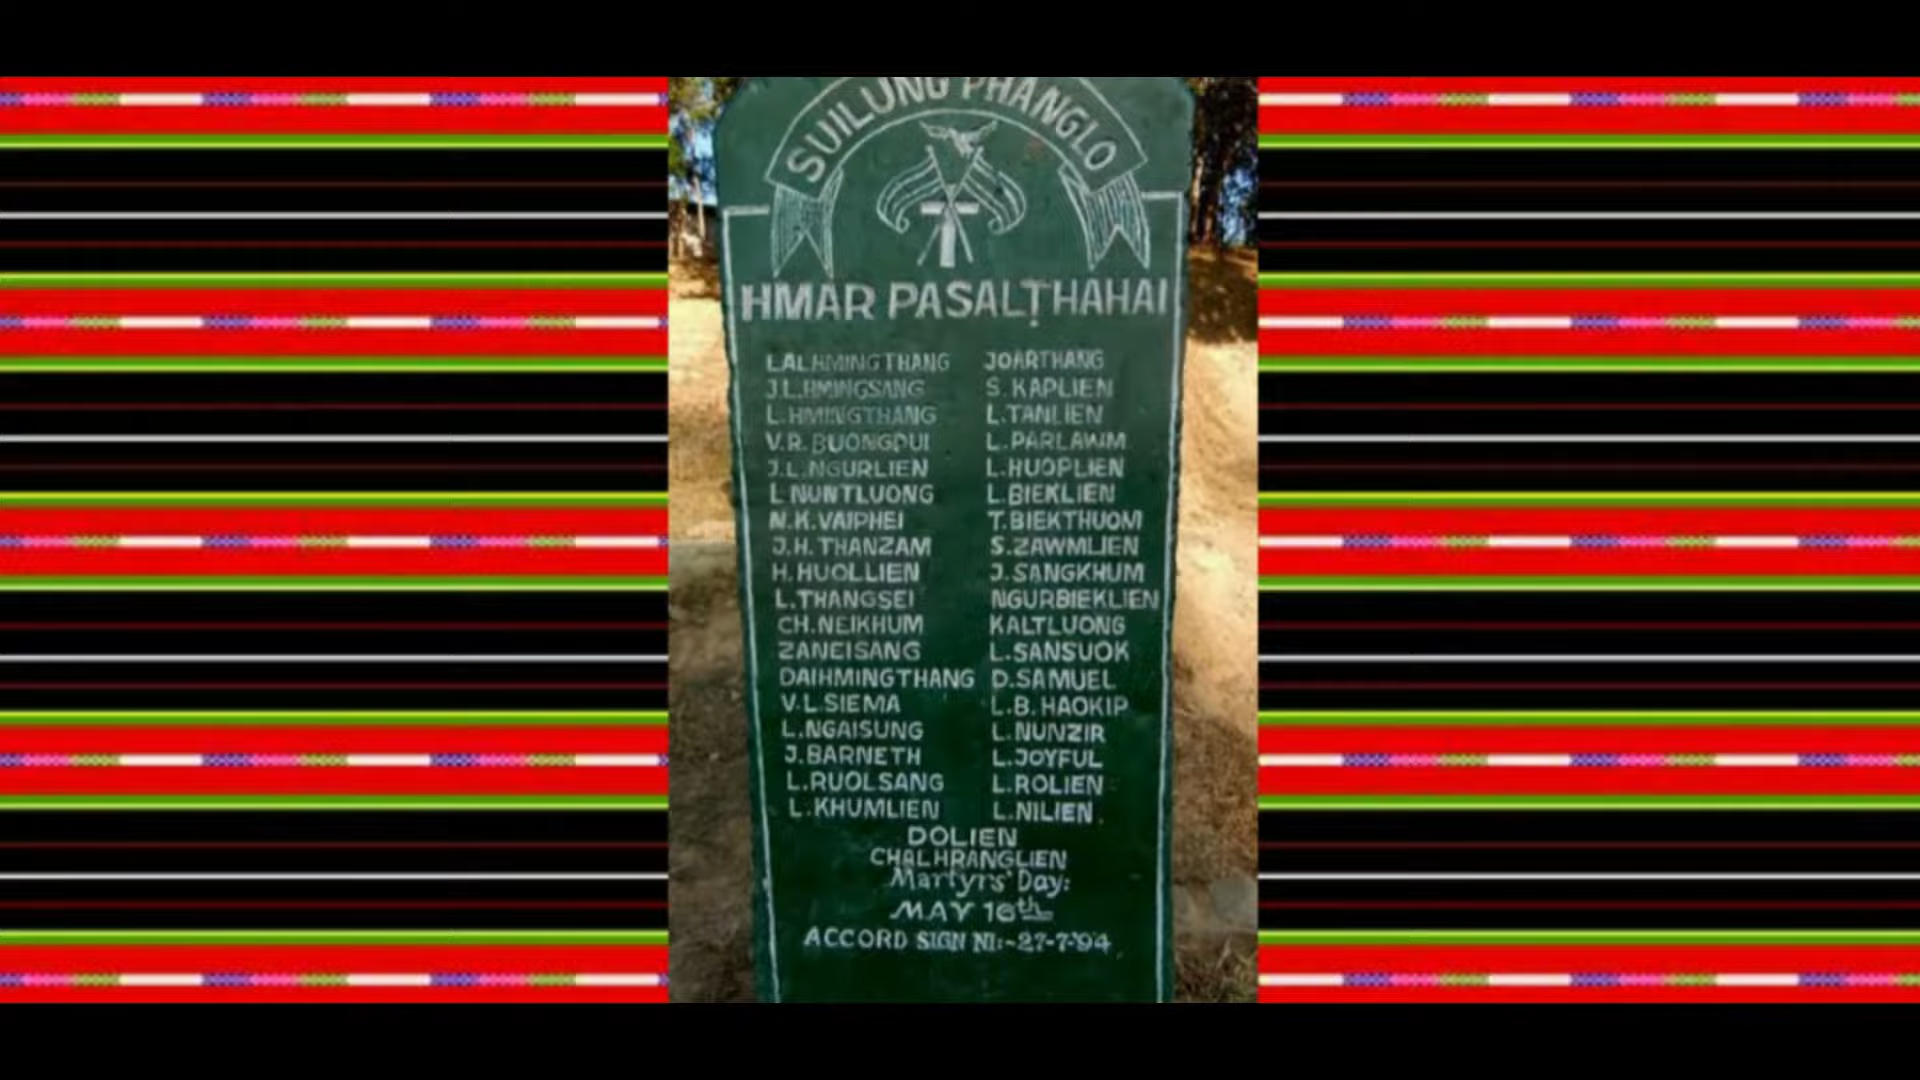 SUILUNG PHANGLO
HMAR PASALṬHAHAI
LALHMINGTHANG JOARTHANG
J.L.HMINGSANG S. KAPLIEN
L.HMINGTHANG L.TANLIEN
V.R.BUONGPUI L.PARLAWM
J.L.NGURLIEN L.HUOPLIEN
L NUNTLUONG L.BIEKLIEN
N.K.VAIPHEI T.BIEKTHUOM
J.H.THANZAM S.ZAWMLIEN
H.HUOLLIEN J.SANGKHUM
L.THANGSEI NGURBIEKLIEN
CH.NEIKHUM KALTLUONG
ZANEISANG L.SANSUOK
DAIHMINGTHANG D.SAMUEL
V.L.SIEMA L.B.HAOKIP
L.NGAISUNG L.NUNZIR
J.BARNETH L.JOYFUL
L.RUOLSANG L.ROLIEN
L.KHUMLIEN L.NILIEN.
DOLIEN
CHALHRANGLIEN
Martyrs' Day:
MAY 16th
ACCORD SIGN NI:-27-7-'94